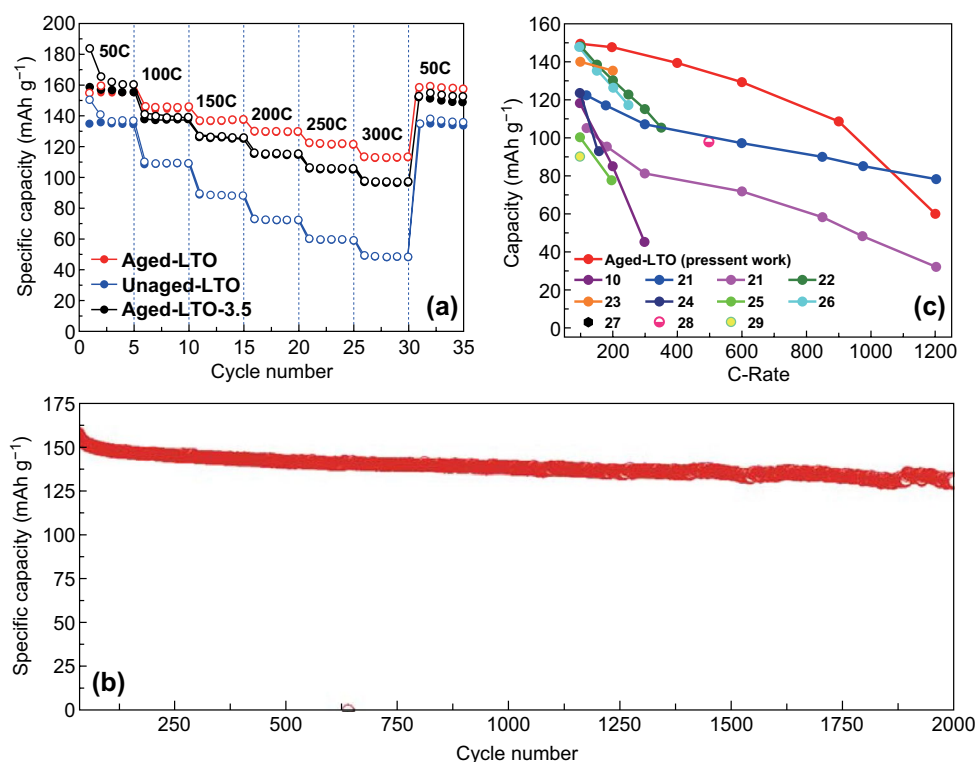 200
180
160
140
120
100
80
60
40
20
0
Specific capacity (mAh g⁻¹)
50C
100C
150C
200C
250C
300C
50C
Aged-LTO
Unaged-LTO
Aged-LTO-3.5
(a)
0 5 10 15 20 25 30 35
Cycle number
160
140
120
100
80
60
40
20
0
Capacity (mAh g⁻¹)
Aged-LTO (pressent work)
10 21 21 22
23 24 25 26
27 28 29
(c)
200 400 600 800 1000 1200
C-Rate
175
150
125
100
75
50
25
0
Specific capacity (mAh g⁻¹)
(b)
250 500 750 1000 1250 1500 1750 2000
Cycle number